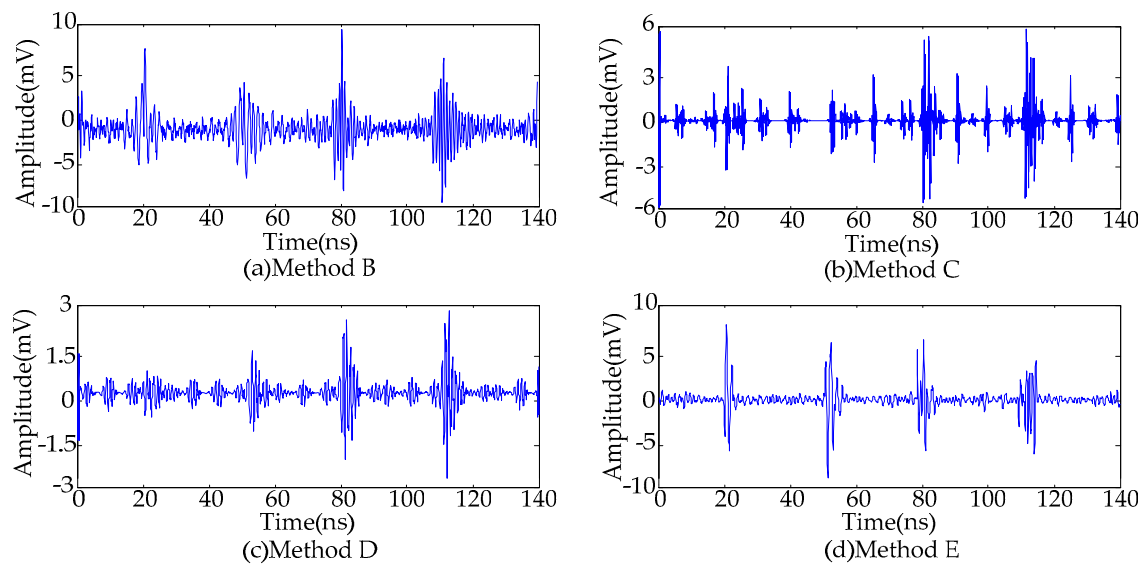 Amplitude(mV)
10
5
0
-5
-10
0 20 40 60 80 100 120 140
Time(ns)
(a)Method B
Amplitude(mV)
6
3
0
-3
-6
0 20 40 60 80 100 120 140
Time(ns)
(b)Method C
Amplitude(mV)
3
1.5
0
-1.5
-3
0 20 40 60 80 100 120 140
Time(ns)
(c)Method D
Amplitude(mV)
10
5
0
-5
-10
0 20 40 60 80 100 120 140
Time(ns)
(d)Method E